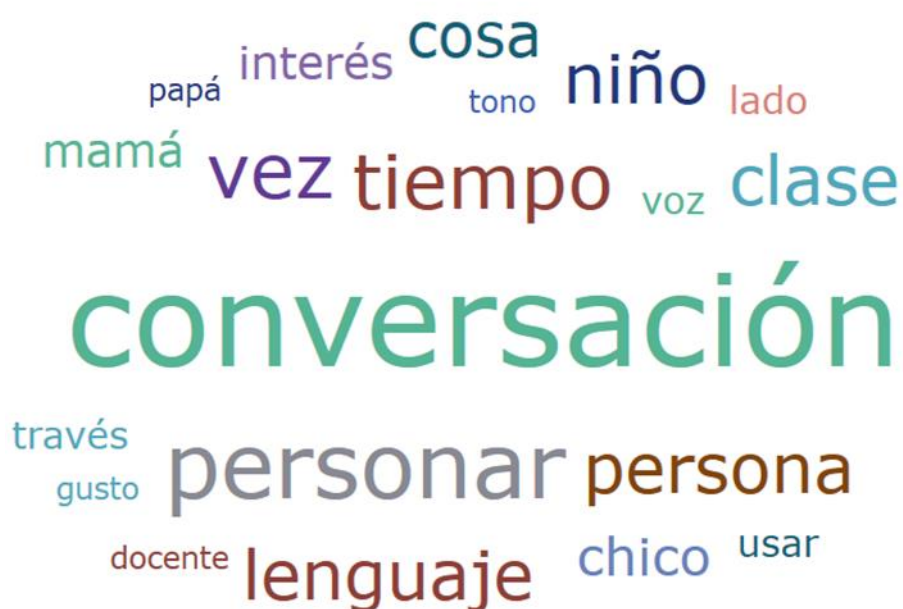 cosa
interés
niño
papá
tono
lado
mamá
vez
tiempo
voz
clase
conversación
través
personar
persona
gusto
docente
lenguaje
chico
usar